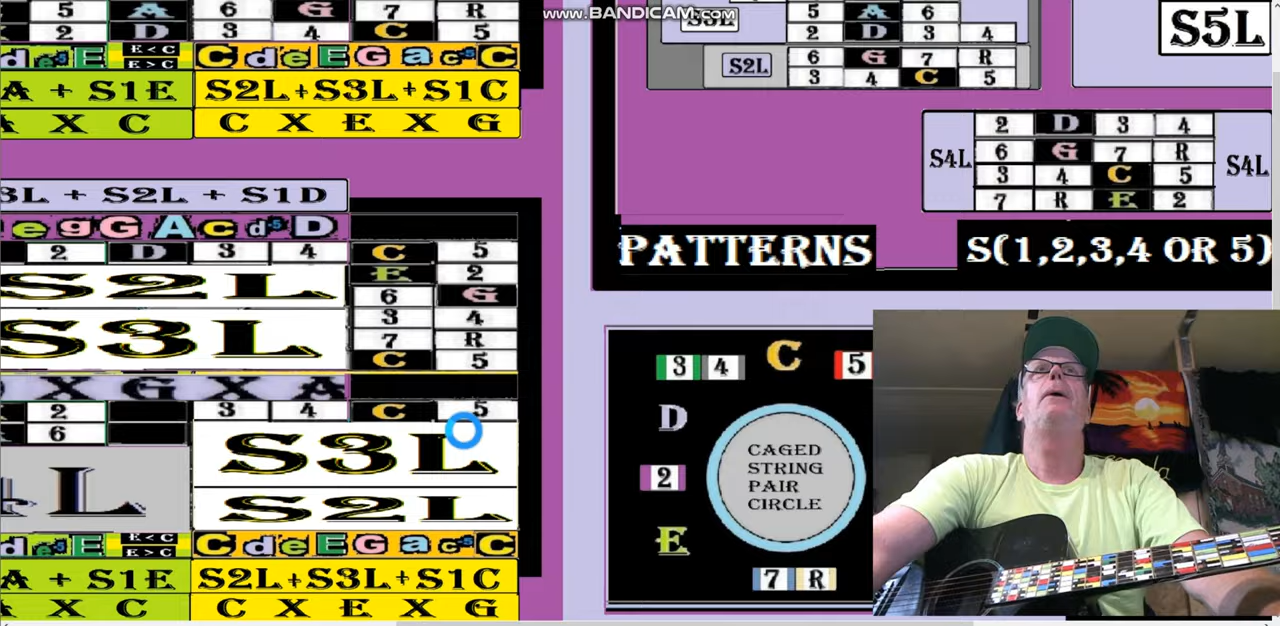 www.BANDICAM.com
5 A 6 G 7 R
2 D 3 4 C 5
E < C
E > C
C d e E G a C
A + S1E
S2L+S3L+S1C
X C
C X E X G
5 A 6
2 D 3 4
S2L
6 G 7 R
3 4 C 5
S5L
S4L
2 D 3 4
6 G 7 R
3 4 C 5
7 R E 2
S4L
3L + S2L + S1D
e g G A c d D
2 D 3 4 C 5
S2L
E 2
6 G
S3L
3 4
7 R
C 5
X G X A
2 3 4 C 5
6
S3L
L
S2L
E < C
E > C
C d e E G a C
A + S1E
S2L+S3L+S1C
X C
C X E X G
PATTERNS
S(1,2,3,4 OR 5)
3 4 C 5
D
2
E
7 R
CAGED
STRING
PAIR
CIRCLE